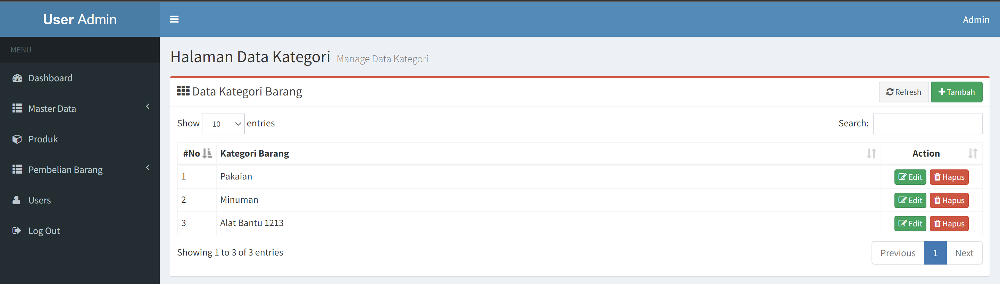 User Admin
Admin
MENU
Dashboard
Master Data
Produk
Pembelian Barang
Users
Log Out
Halaman Data Kategori Manage Data Kategori
Data Kategori Barang
Refresh Tambah
Show 10 entries Search:
#No Kategori Barang Action
1 Pakaian Edit Hapus
2 Minuman Edit Hapus
3 Alat Bantu 1213 Edit Hapus
Showing 1 to 3 of 3 entries Previous 1 Next